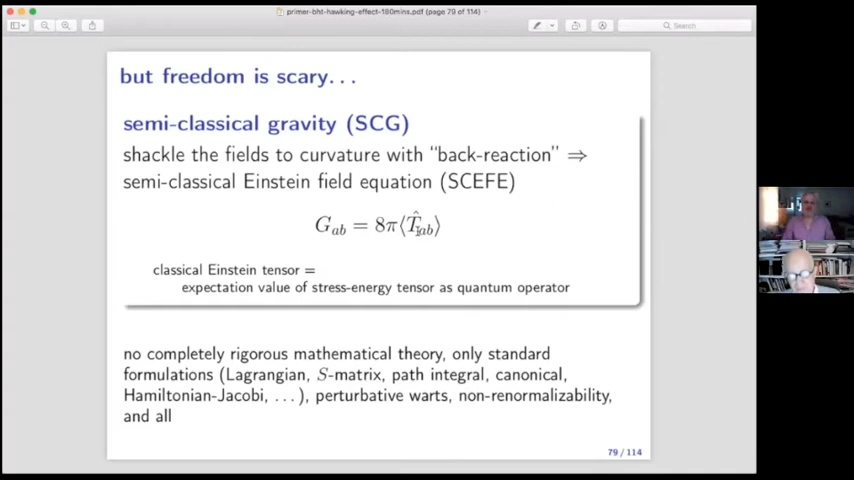 primer-bht-hawking-effect-180mins.pdf (page 79 of 114)
Search
but freedom is scary...
semi-classical gravity (SCG)
shackle the fields to curvature with “back-reaction” ⇒
semi-classical Einstein field equation (SCEFE)
G_ab = 8π⟨T̂_ab⟩
classical Einstein tensor =
expectation value of stress-energy tensor as quantum operator
no completely rigorous mathematical theory, only standard
formulations (Lagrangian, S-matrix, path integral, canonical,
Hamiltonian-Jacobi, ...), perturbative warts, non-renormalizability,
and all
79 / 114